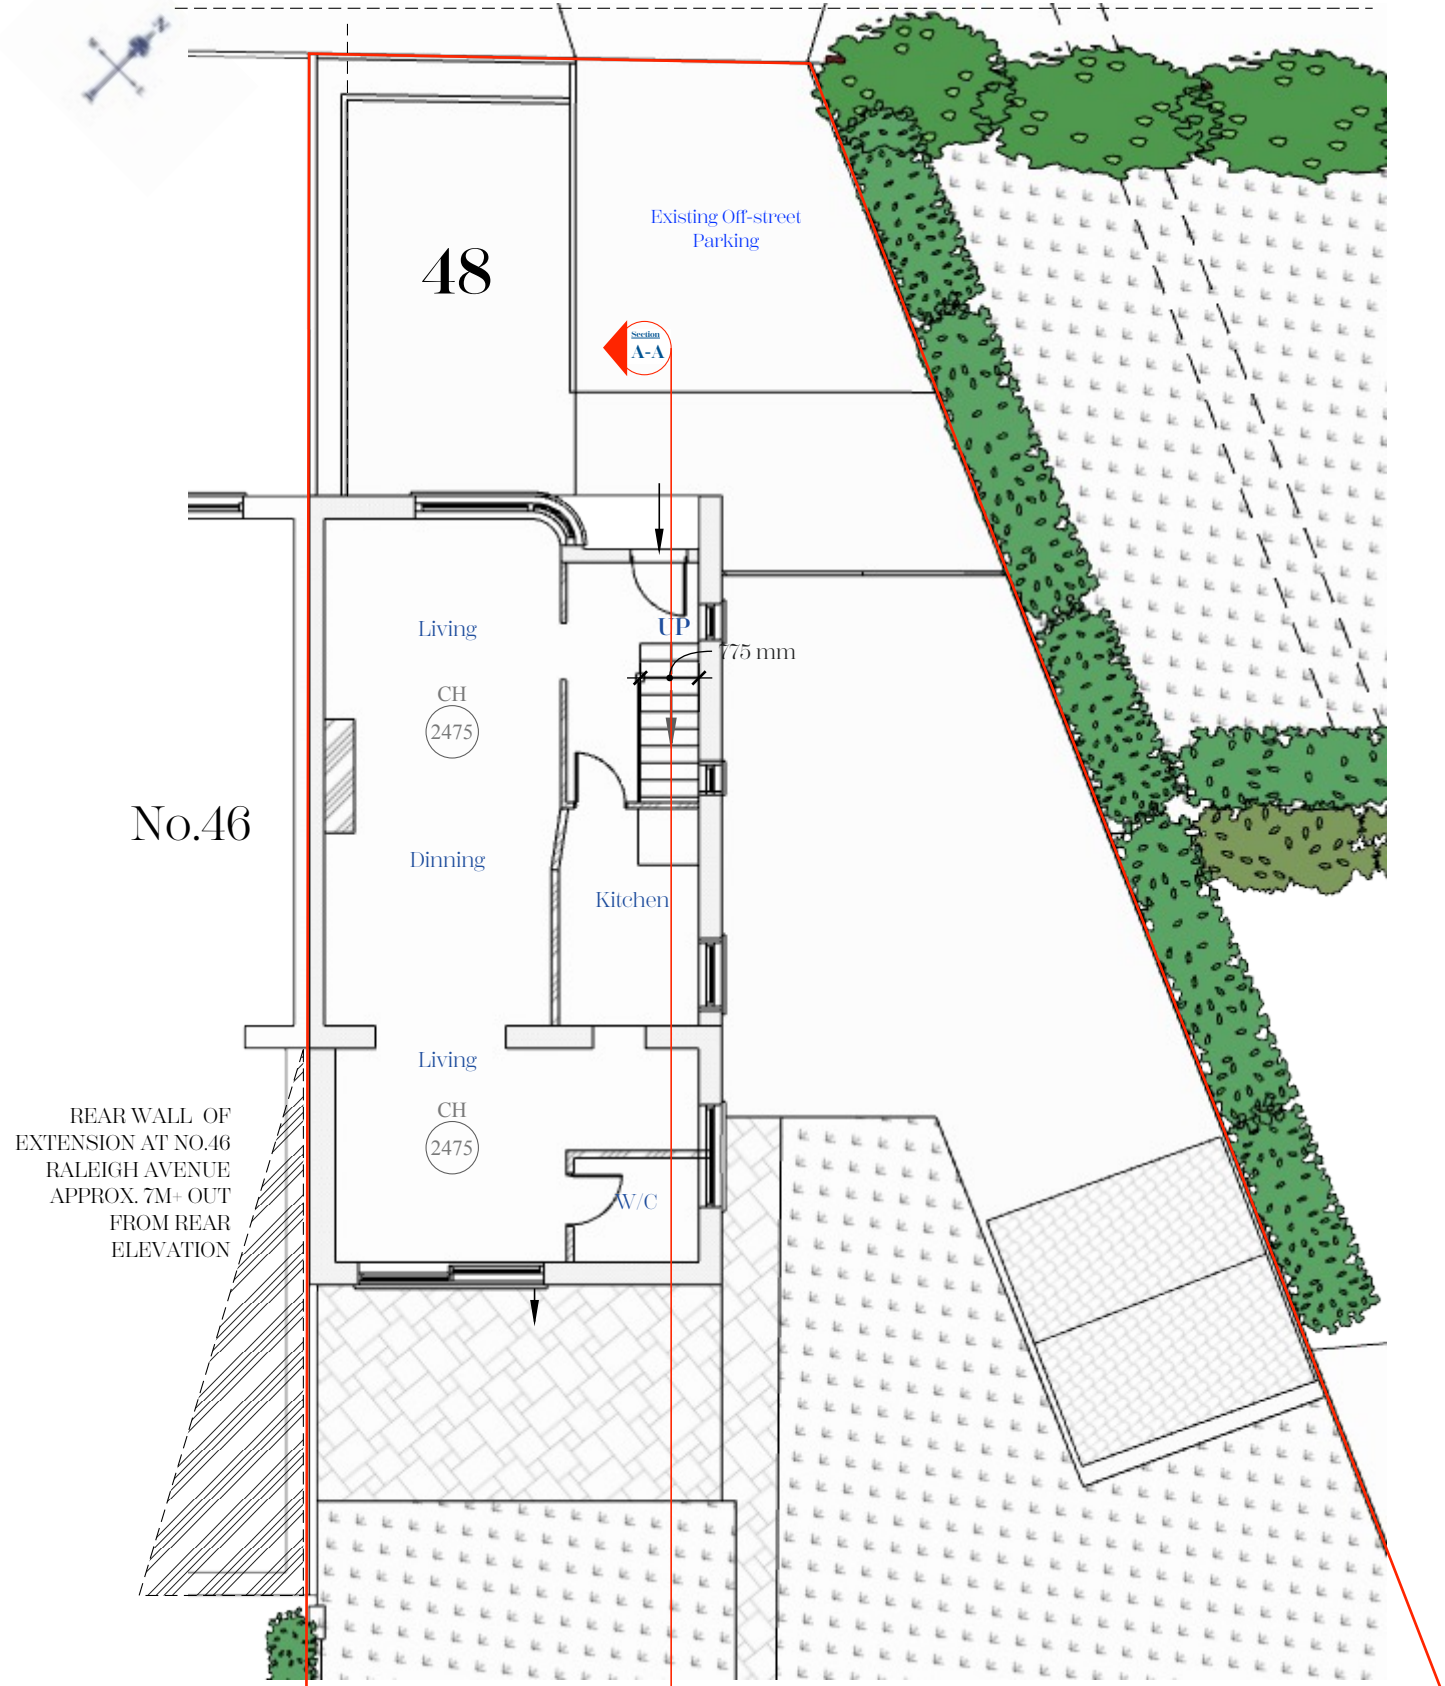 N
Existing Off-street
Parking
48
Section
A-A
Living
UP
775 mm
CH
2475
No.46
Dinning
Kitchen
Living
CH
2475
W/C
REAR WALL OF
EXTENSION AT NO.46
RALEIGH AVENUE
APPROX. 7M+ OUT
FROM REAR
ELEVATION